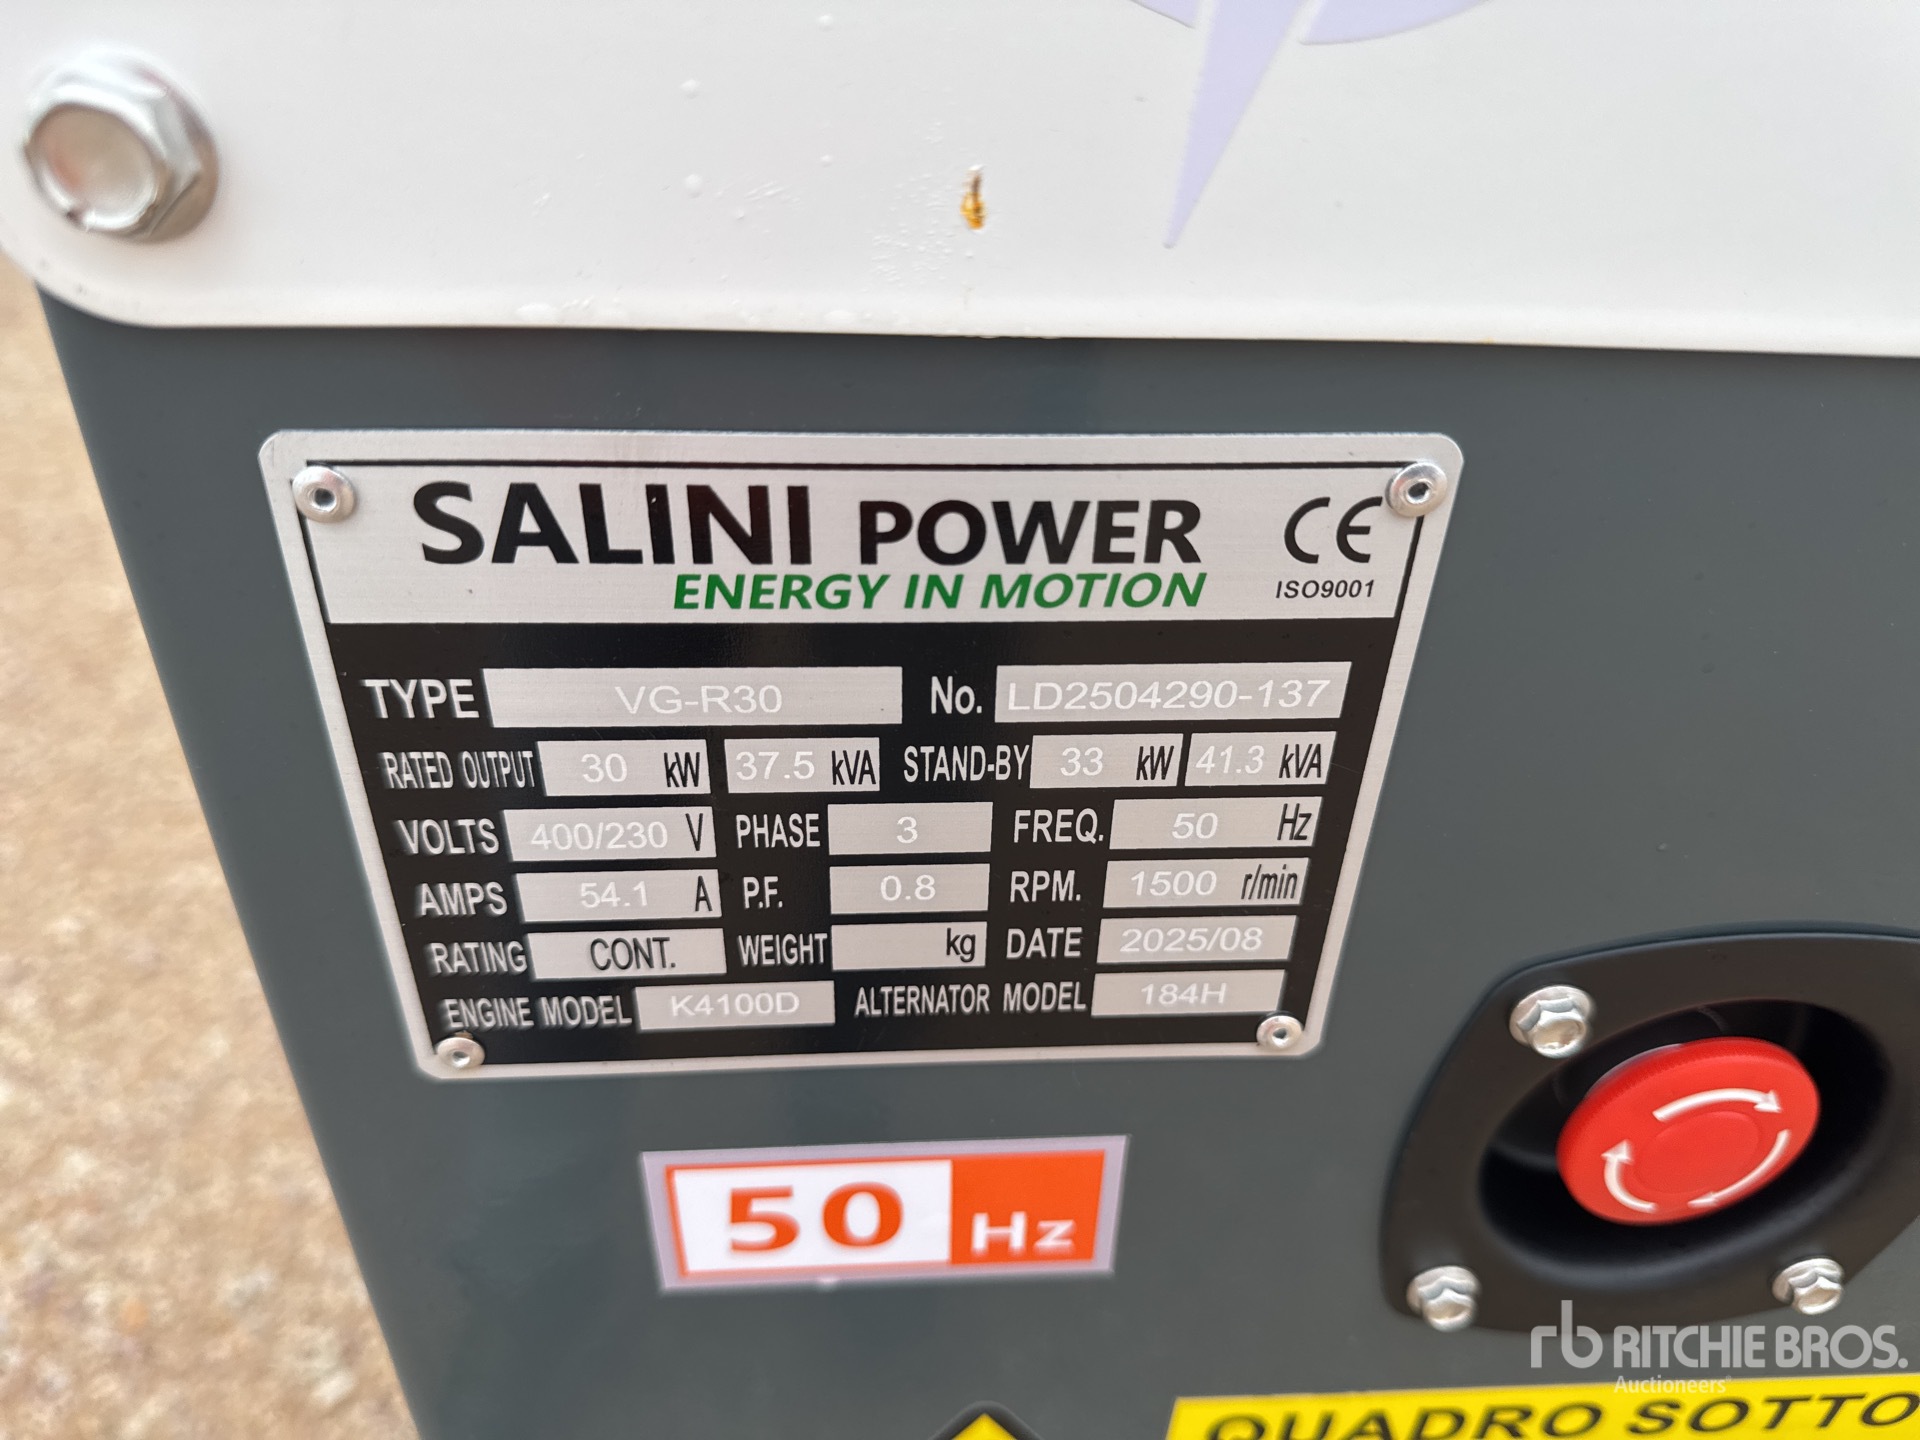 SALINI POWER CE
ENERGY IN MOTION ISO9001
TYPE VG-R30 No. LD2504290-137
RATED OUTPUT 30 kW 37.5 kVA STAND-BY 33 kW 41.3 kVA
VOLTS 400/230 V PHASE 3 FREQ. 50 Hz
AMPS 54.1 A P.F. 0.8 RPM. 1500 r/min
RATING CONT. WEIGHT kg DATE 2025/08
ENGINE MODEL K4100D ALTERNATOR MODEL 184H
50 Hz
rb RITCHIE BROS.
Auctioneers
QUADRO SOTTO